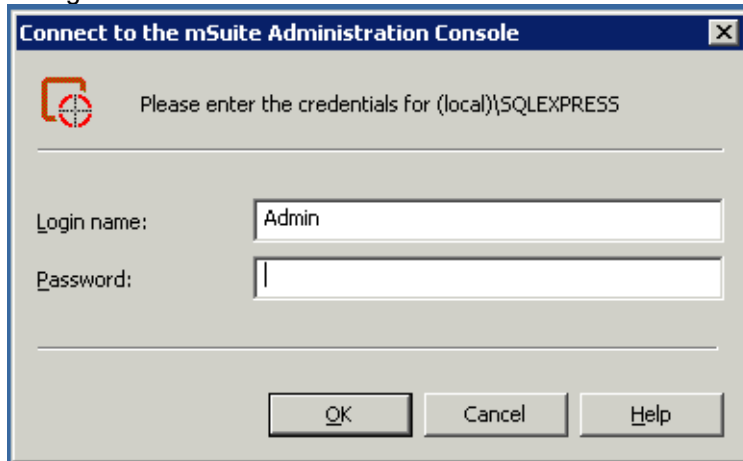 Connect to the mSuite Administration Console
Please enter the credentials for (local)\SQLEXPRESS
Login name: Admin
Password:
OK Cancel Help